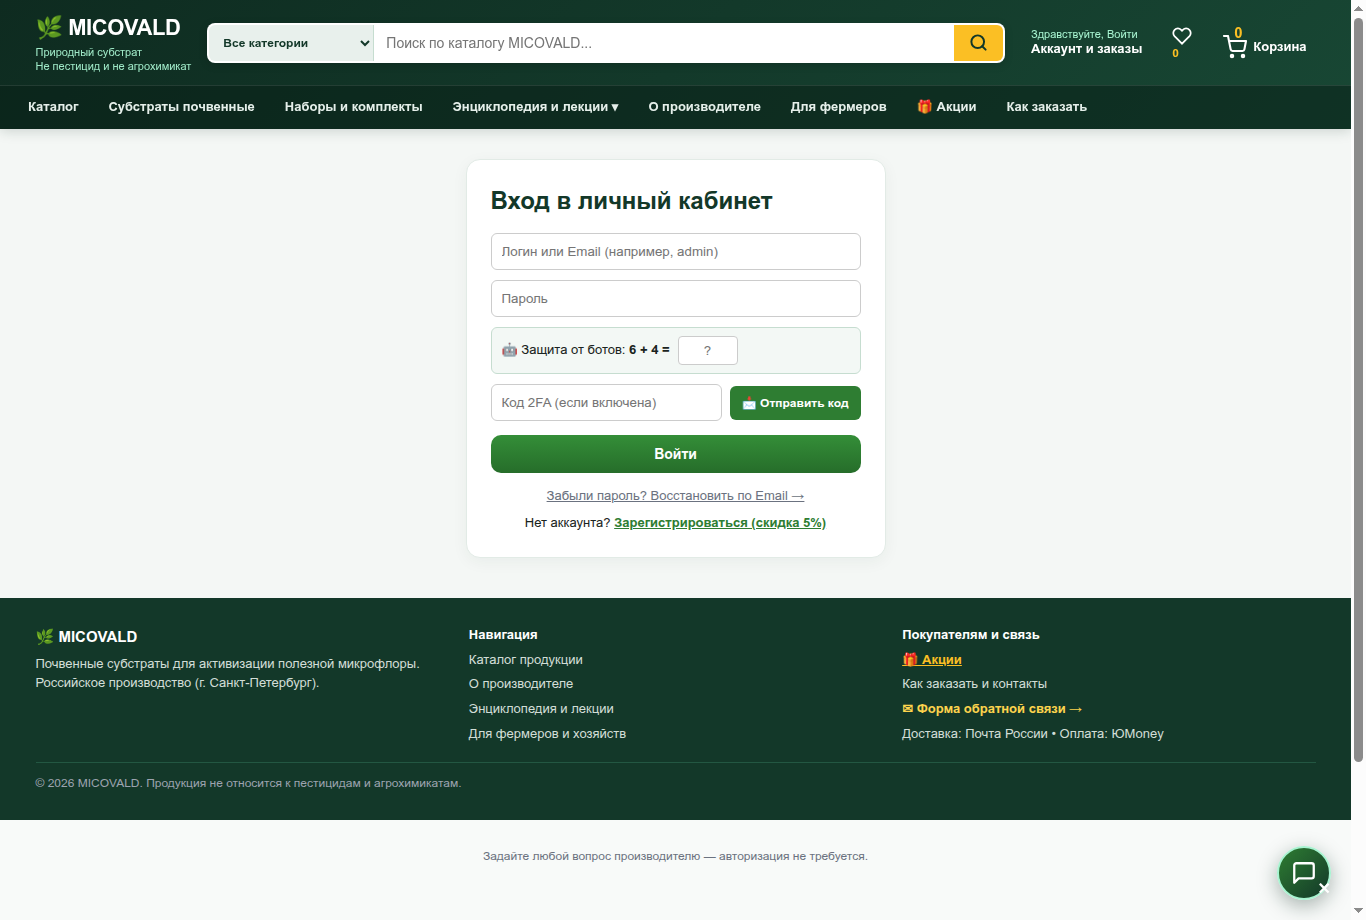 🌿 MICOVALD
Природный субстрат
Не пестицид и не агрохимикат
Все категории
Поиск по каталогу MICOVALD...
Здравствуйте, Войти
Аккаунт и заказы
0
0
Корзина
Каталог
Субстраты почвенные
Наборы и комплекты
Энциклопедия и лекции ▾
О производителе
Для фермеров
🎁 Акции
Как заказать
Вход в личный кабинет
Логин или Email (например, admin)
Пароль
🤖 Защита от ботов: 6 + 4 = ?
Код 2FA (если включена)
📩 Отправить код
Войти
Забыли пароль? Восстановить по Email →
Нет аккаунта? Зарегистрироваться (скидка 5%)
🌿 MICOVALD
Почвенные субстраты для активизации полезной микрофлоры.
Российское производство (г. Санкт-Петербург).
Навигация
Каталог продукции
О производителе
Энциклопедия и лекции
Для фермеров и хозяйств
Покупателям и связь
🎁 Акции
Как заказать и контакты
✉ Форма обратной связи →
Доставка: Почта России • Оплата: ЮMoney
© 2026 MICOVALD. Продукция не относится к пестицидам и агрохимикатам.
Задайте любой вопрос производителю — авторизация не требуется.
✕